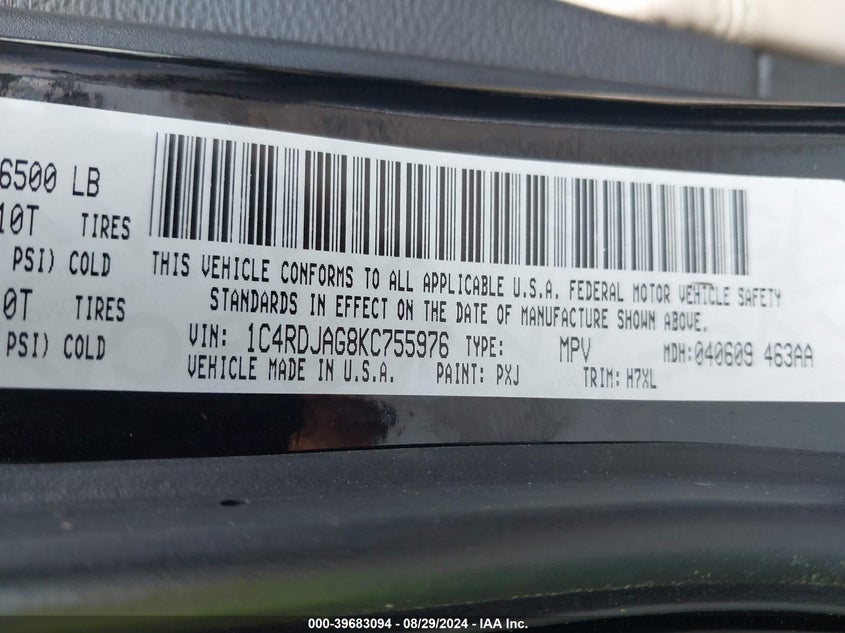 6500 LB
10T TIRES
PSI) COLD
0T TIRES
PSI) COLD
THIS VEHICLE CONFORMS TO ALL APPLICABLE U.S.A. FEDERAL MOTOR VEHICLE SAFETY
STANDARDS IN EFFECT ON THE DATE OF MANUFACTURE SHOWN ABOVE.
VIN: 1C4RDJAG8KC755976 TYPE: MPV MDH:040609 463AA
VEHICLE MADE IN U.S.A. PAINT: PXJ TRIM: H7XL
000-39683094 - 08/29/2024 - IAA Inc.